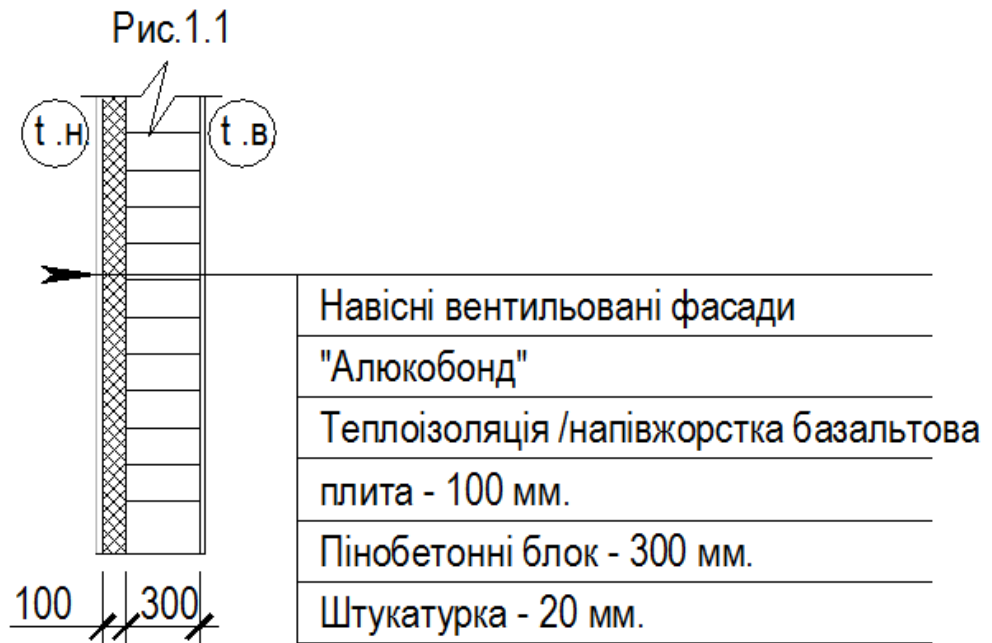 Рис.1.1
t .н.
t .в.
Навісні вентильовані фасади
"Алюкобонд"
Теплоізоляція /напівжорстка базальтова
плита - 100 мм.
Пінобетонні блок - 300 мм.
Штукатурка - 20 мм.
100
300